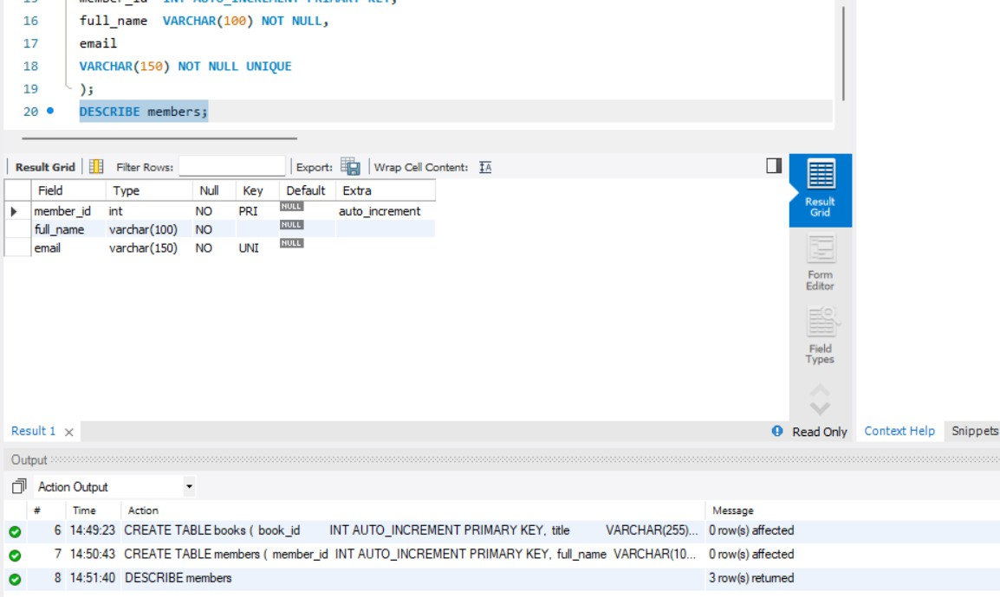 15 member_id INT AUTO_INCREMENT PRIMARY KEY,
16 full_name VARCHAR(100) NOT NULL,
17 email
18 VARCHAR(150) NOT NULL UNIQUE
19 );
20 DESCRIBE members;
Result Grid Filter Rows: Export: Wrap Cell Content:
Field Type Null Key Default Extra
member_id int NO PRI NULL auto_increment
full_name varchar(100) NO NULL
email varchar(150) NO UNI NULL
Result
Grid
Form
Editor
Field
Types
Result 1 Read Only Context Help Snippets
Output
Action Output
# Time Action Message
6 14:49:23 CREATE TABLE books ( book_id INT AUTO_INCREMENT PRIMARY KEY, title VARCHAR(255)... 0 row(s) affected
7 14:50:43 CREATE TABLE members ( member_id INT AUTO_INCREMENT PRIMARY KEY, full_name VARCHAR(10... 0 row(s) affected
8 14:51:40 DESCRIBE members 3 row(s) returned